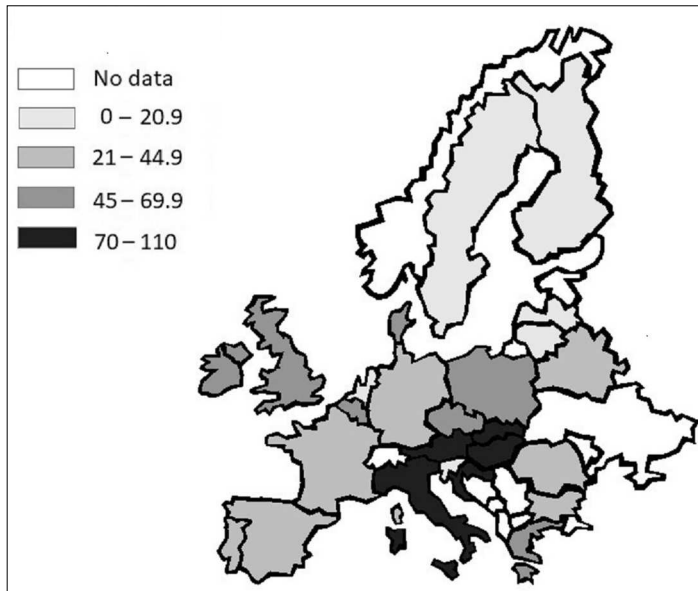 No data
0 – 20.9
21 – 44.9
45 – 69.9
70 – 110